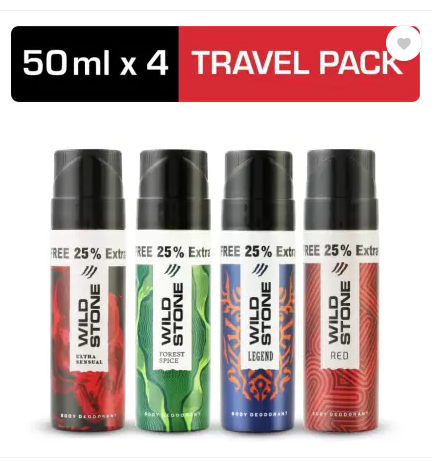 50ml x 4 TRAVEL PACK
FREE 25% Extra
WILD STONE
ULTRA
SENSUAL
BODY DEODORANT
FREE 25% Extra
WILD STONE
FOREST
SPICE
BODY DEODORANT
FREE 25% Extra
WILD STONE
LEGEND
BODY DEODORANT
FREE 25% Extra
WILD STONE
RED
BODY DEODORANT